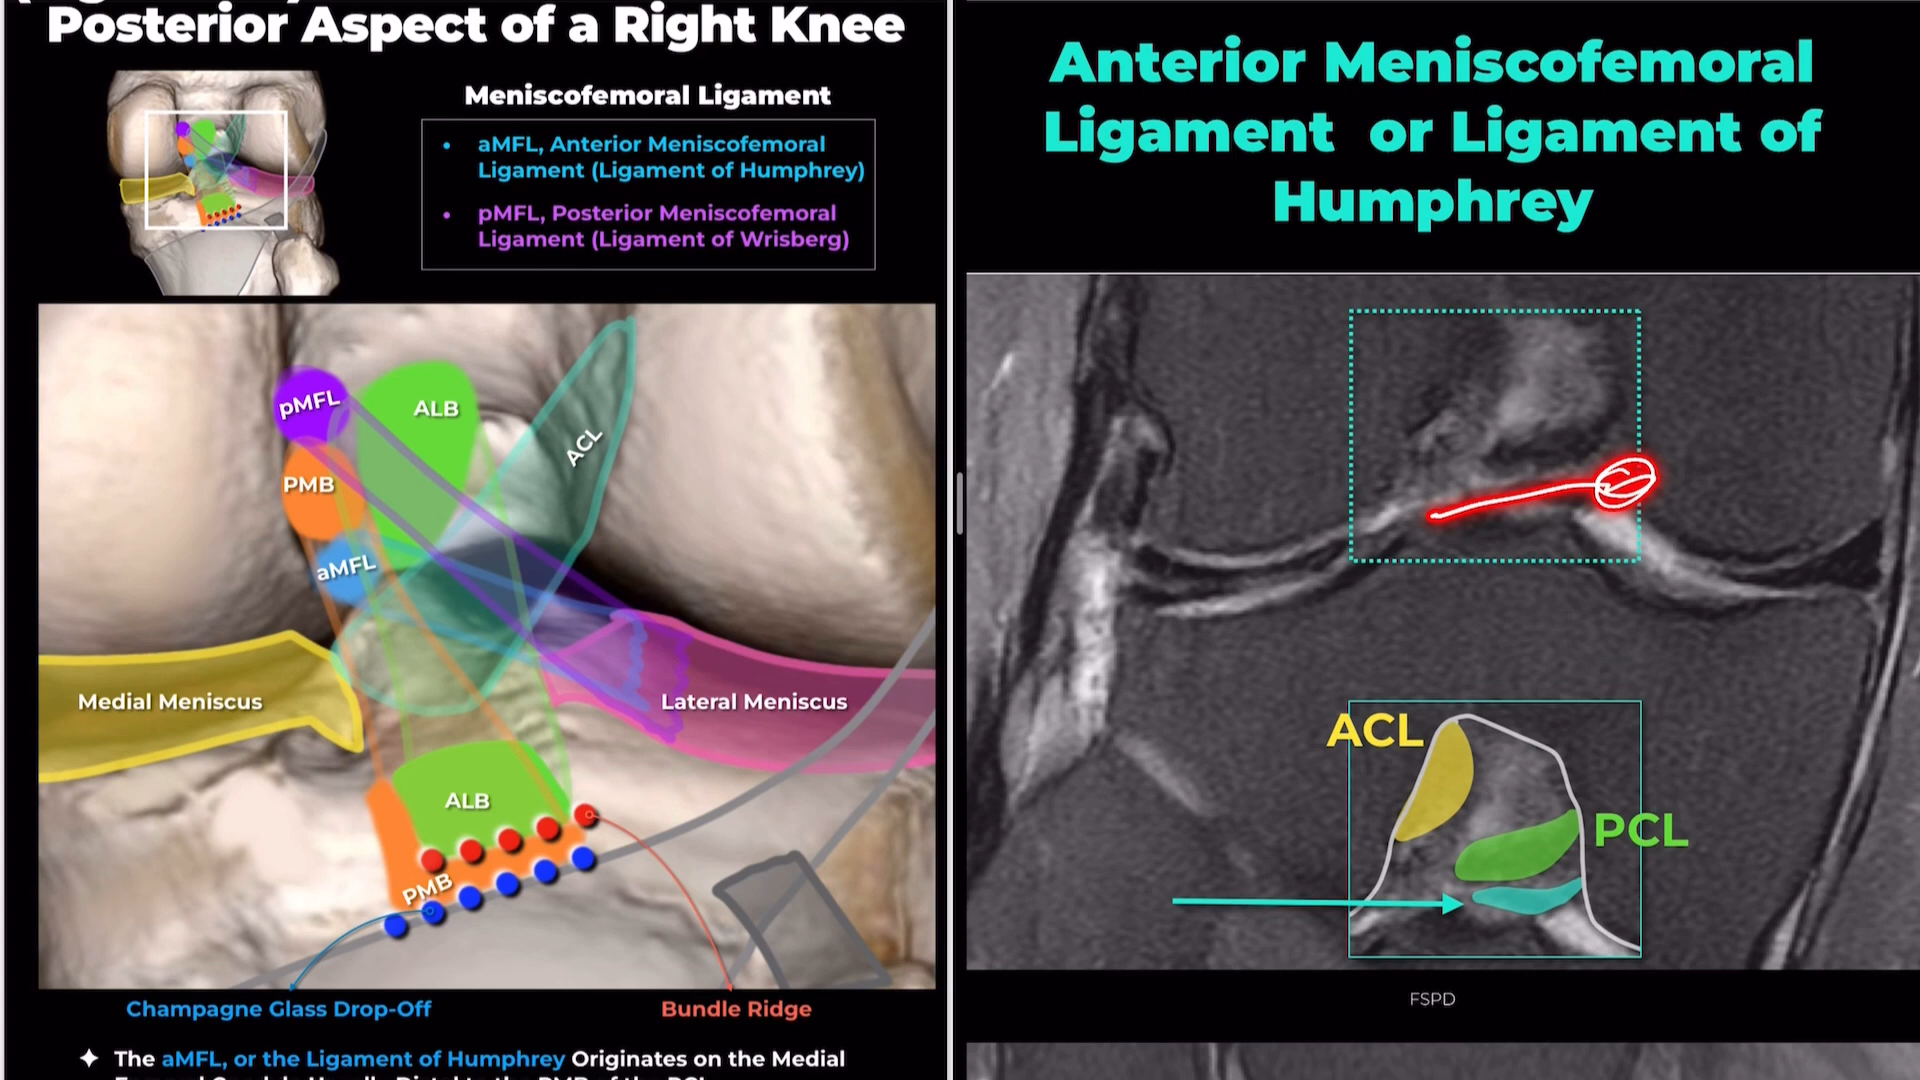 Posterior Aspect of a Right Knee
Meniscofemoral Ligament
• aMFL, Anterior Meniscofemoral
Ligament (Ligament of Humphrey)
• pMFL, Posterior Meniscofemoral
Ligament (Ligament of Wrisberg)
pMFL
ALB
ACL
PMB
aMFL
Medial Meniscus
Lateral Meniscus
ALB
PMB
Champagne Glass Drop-Off
Bundle Ridge
✦ The aMFL, or the Ligament of Humphrey Originates on the Medial
Anterior Meniscofemoral
Ligament or Ligament of
Humphrey
ACL
PCL
FSPD